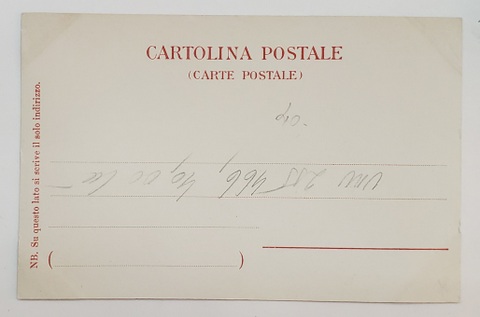 CARTOLINA POSTALE
(CARTE POSTALE)
NB. Su questo lato si scrive il solo indirizzo.